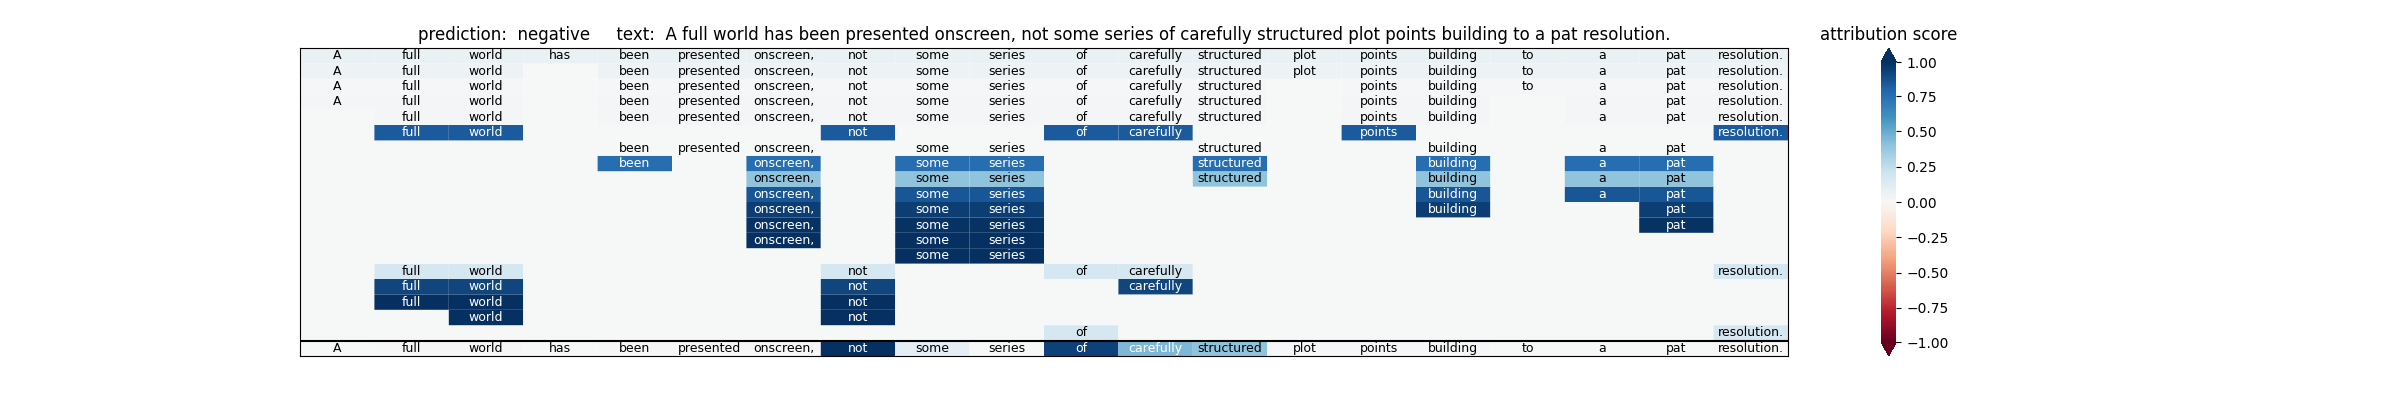 prediction: negative text: A full world has been presented onscreen, not some series of carefully structured plot points building to a pat resolution. attribution score
A full world has been presented onscreen, not some series of carefully structured plot points building to a pat resolution. 1.00
A full world been presented onscreen, not some series of carefully structured plot points building to a pat resolution.
A full world been presented onscreen, not some series of carefully structured points building to a pat resolution.
A full world been presented onscreen, not some series of carefully structured points building a pat resolution. 0.75
full world been presented onscreen, not some series of carefully structured points building a pat resolution.
full world not of carefully points resolution. 0.50
been presented onscreen, some series structured building a pat
been onscreen, some series structured building a pat 0.25
onscreen, some series structured building a pat
onscreen, some series building a pat
onscreen, some series building pat 0.00
onscreen, some series pat
onscreen, some series −0.25
some series
full world not of carefully resolution. −0.50
full world not carefully
full world not −0.75
world not
of resolution.
A full world has been presented onscreen, not some series of carefully structured plot points building to a pat resolution. −1.00